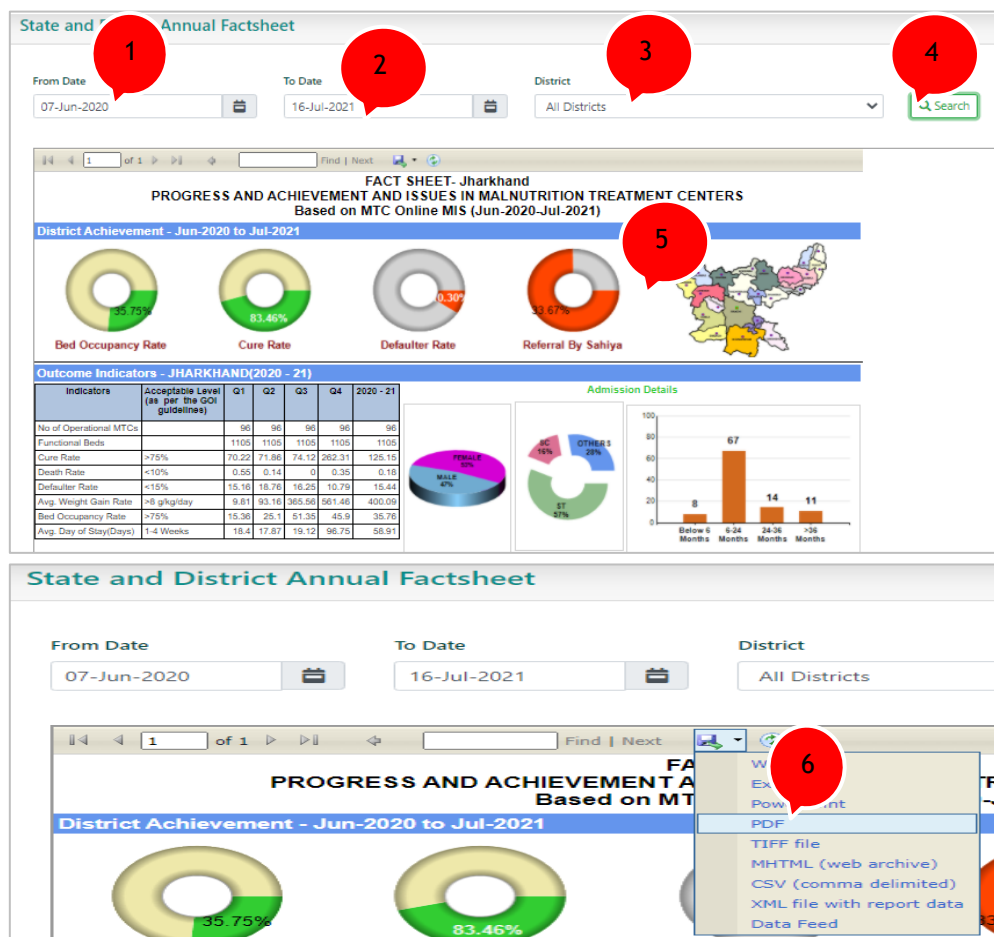 State and Annual Factsheet
1
2
3
4
From Date
To Date
District
07-Jun-2020
16-Jul-2021
All Districts
Search
1 of 1
Find | Next
FACT SHEET- Jharkhand
PROGRESS AND ACHIEVEMENT AND ISSUES IN MALNUTRITION TREATMENT CENTERS
Based on MTC Online MIS (Jun-2020-Jul-2021)
5
District Achievement - Jun-2020 to Jul-2021
35.75%
83.46%
0.30%
33.67%
Bed Occupancy Rate
Cure Rate
Defaulter Rate
Referral By Sahiya
Outcome Indicators - JHARKHAND(2020 - 21)
Indicators Acceptable Level (as per the GOI guidelines) Q1 Q2 Q3 Q4 2020 - 21
No of Operational MTCs 96 96 96 96 96
Functional Beds 1105 1105 1105 1105 1105
Cure Rate >75% 70.22 71.86 74.12 262.31 125.15
Death Rate <10% 0.55 0.14 0 0.35 0.18
Defaulter Rate <15% 15.16 18.76 16.25 10.79 15.44
Avg. Weight Gain Rate >8 g/kg/day 9.81 93.16 365.56 561.46 400.09
Bed Occupancy Rate >75% 15.36 25.1 51.35 45.9 35.76
Avg. Day of Stay(Days) 1-4 Weeks 18.4 17.87 19.12 96.75 58.91
Admission Details
FEMALE
MALE
47%
SC
16%
OTHERS
28%
ST
57%
100
80
60
40
20
0
8
67
14
11
Below 6 Months
6-24 Months
24-36 Months
>36 Months
State and District Annual Factsheet
From Date
To Date
District
07-Jun-2020
16-Jul-2021
All Districts
1 of 1
Find | Next
6
PROGRESS AND ACHIEVEMENT A
Based on MT
District Achievement - Jun-2020 to Jul-2021
PDF
TIFF file
MHTML (web archive)
CSV (comma delimited)
XML file with report data
Data Feed
35.75%
83.46%